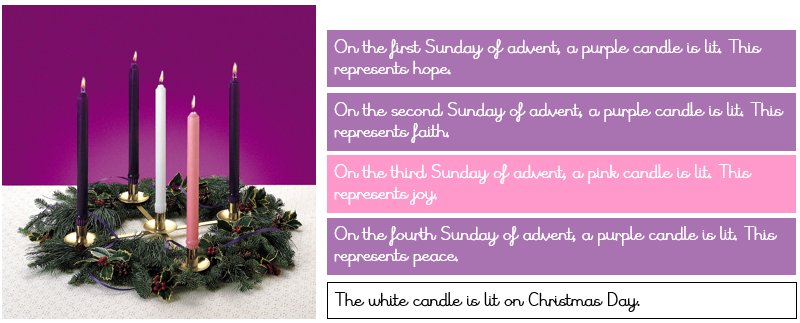 On the first Sunday of advent, a purple candle is lit. This
represents hope.
On the second Sunday of advent, a purple candle is lit. This
represents faith.
On the third Sunday of advent, a pink candle is lit. This
represents joy.
On the fourth Sunday of advent, a purple candle is lit. This
represents peace.
The white candle is lit on Christmas Day.